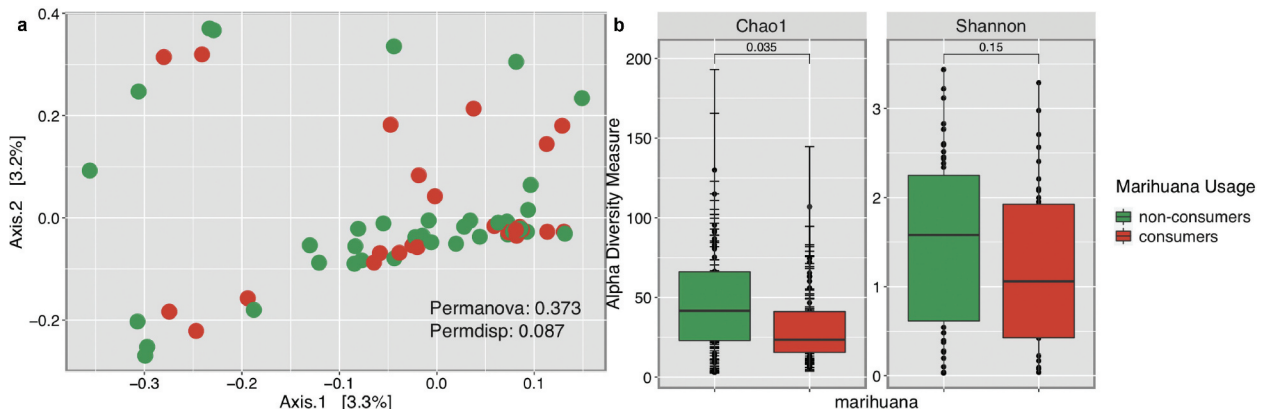 a
0.4
0.2
0.0
−0.2
Axis.2 [3.2%]
Permanova: 0.373
Permdisp: 0.087
−0.3
−0.2
−0.1
0.0
0.1
Axis.1 [3.3%]
b
Chao1
Shannon
0.035
0.15
200
150
100
50
0
Alpha Diversity Measure
3
2
1
0
marihuana
Marihuana Usage
non-consumers
consumers